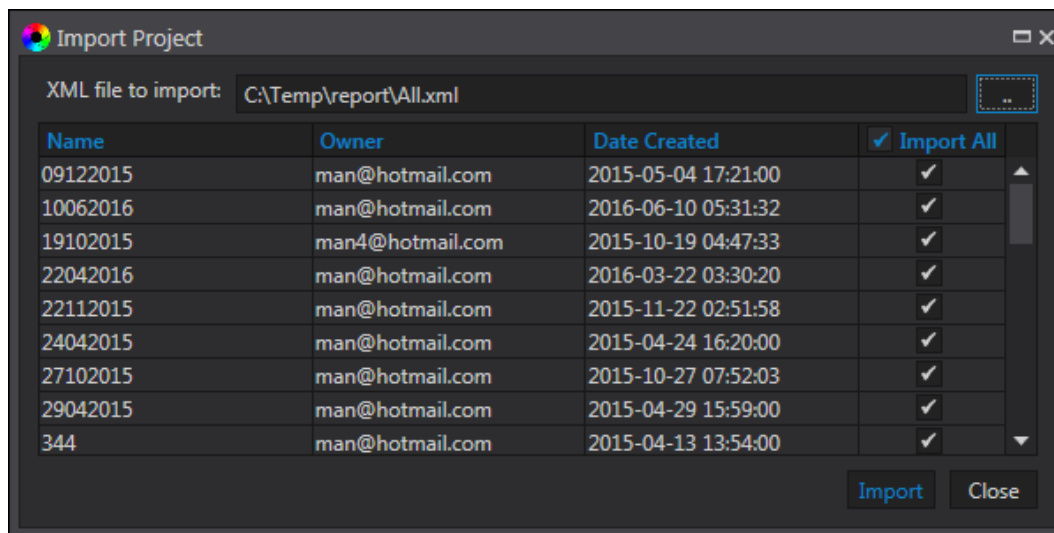 Import Project
XML file to import: C:\Temp\report\All.xml ..
Name Owner Date Created Import All
09122015 man@hotmail.com 2015-05-04 17:21:00
10062016 man@hotmail.com 2016-06-10 05:31:32
19102015 man4@hotmail.com 2015-10-19 04:47:33
22042016 man@hotmail.com 2016-03-22 03:30:20
22112015 man@hotmail.com 2015-11-22 02:51:58
24042015 man@hotmail.com 2015-04-24 16:20:00
27102015 man@hotmail.com 2015-10-27 07:52:03
29042015 man@hotmail.com 2015-04-29 15:59:00
344 man@hotmail.com 2015-04-13 13:54:00
Import Close